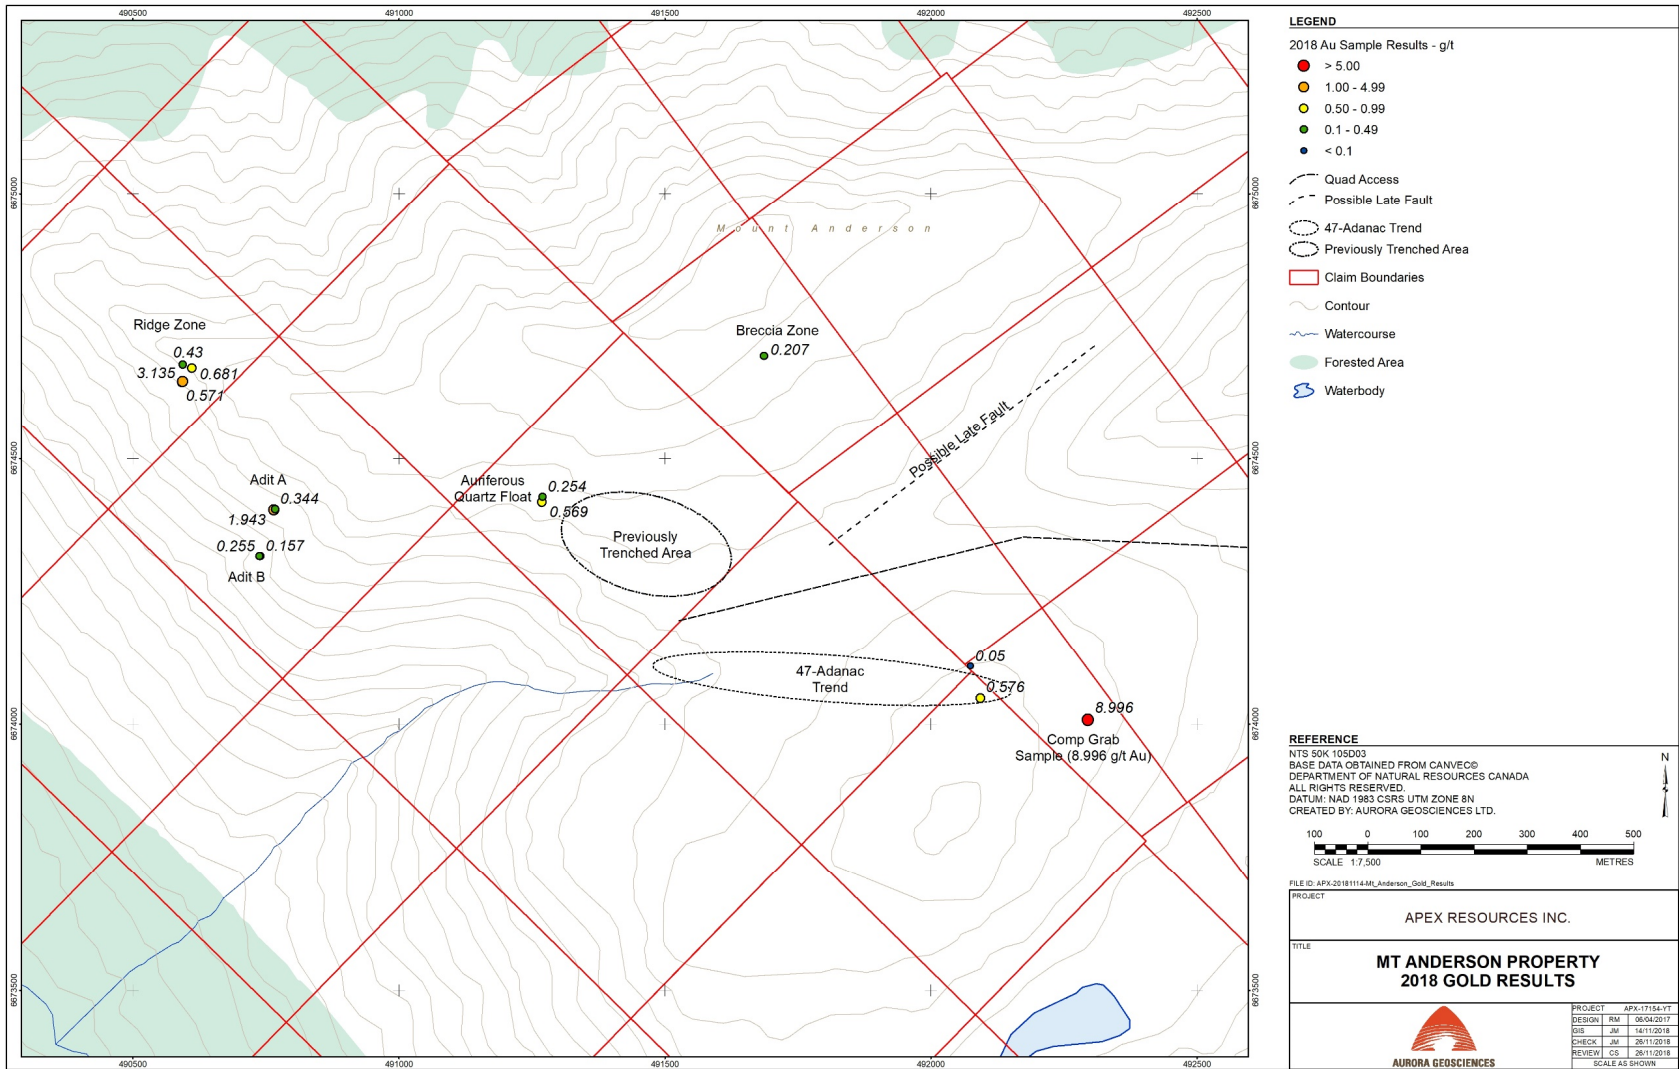 490500
491000
491500
492000
492500
6675000
6675000
Mount Anderson
Ridge Zone
0.43
3.135
0.681
0.571
Breccia Zone
0.207
Possible Late Fault
6674500
6674500
Adit A
0.344
1.943
0.255
0.157
Adit B
Auriferous
Quartz Float
0.254
0.569
Previously
Trenched Area
47-Adanac
Trend
0.05
0.576
8.996
Comp Grab
Sample (8.996 g/t Au)
6674000
6674000
6673500
6673500
490500
491000
491500
492000
492500
LEGEND
2018 Au Sample Results - g/t
> 5.00
1.00 - 4.99
0.50 - 0.99
0.1 - 0.49
< 0.1
Quad Access
Possible Late Fault
47-Adanac Trend
Previously Trenched Area
Claim Boundaries
Contour
Watercourse
Forested Area
Waterbody
REFERENCE
NTS 50K 105D03
BASE DATA OBTAINED FROM CANVEC©
DEPARTMENT OF NATURAL RESOURCES CANADA
ALL RIGHTS RESERVED.
DATUM: NAD 1983 CSRS UTM ZONE 8N
CREATED BY: AURORA GEOSCIENCES LTD.
N
100 0 100 200 300 400 500
SCALE 1:7,500 METRES
FILE ID: APX-20181114-Mt_Anderson_Gold_Results
PROJECT
APEX RESOURCES INC.
TITLE
MT ANDERSON PROPERTY
2018 GOLD RESULTS
AURORA GEOSCIENCES
PROJECT APX-17154-YT
DESIGN RM 06/04/2017
GIS JM 14/11/2018
CHECK JM 26/11/2018
REVIEW CS 26/11/2018
SCALE AS SHOWN